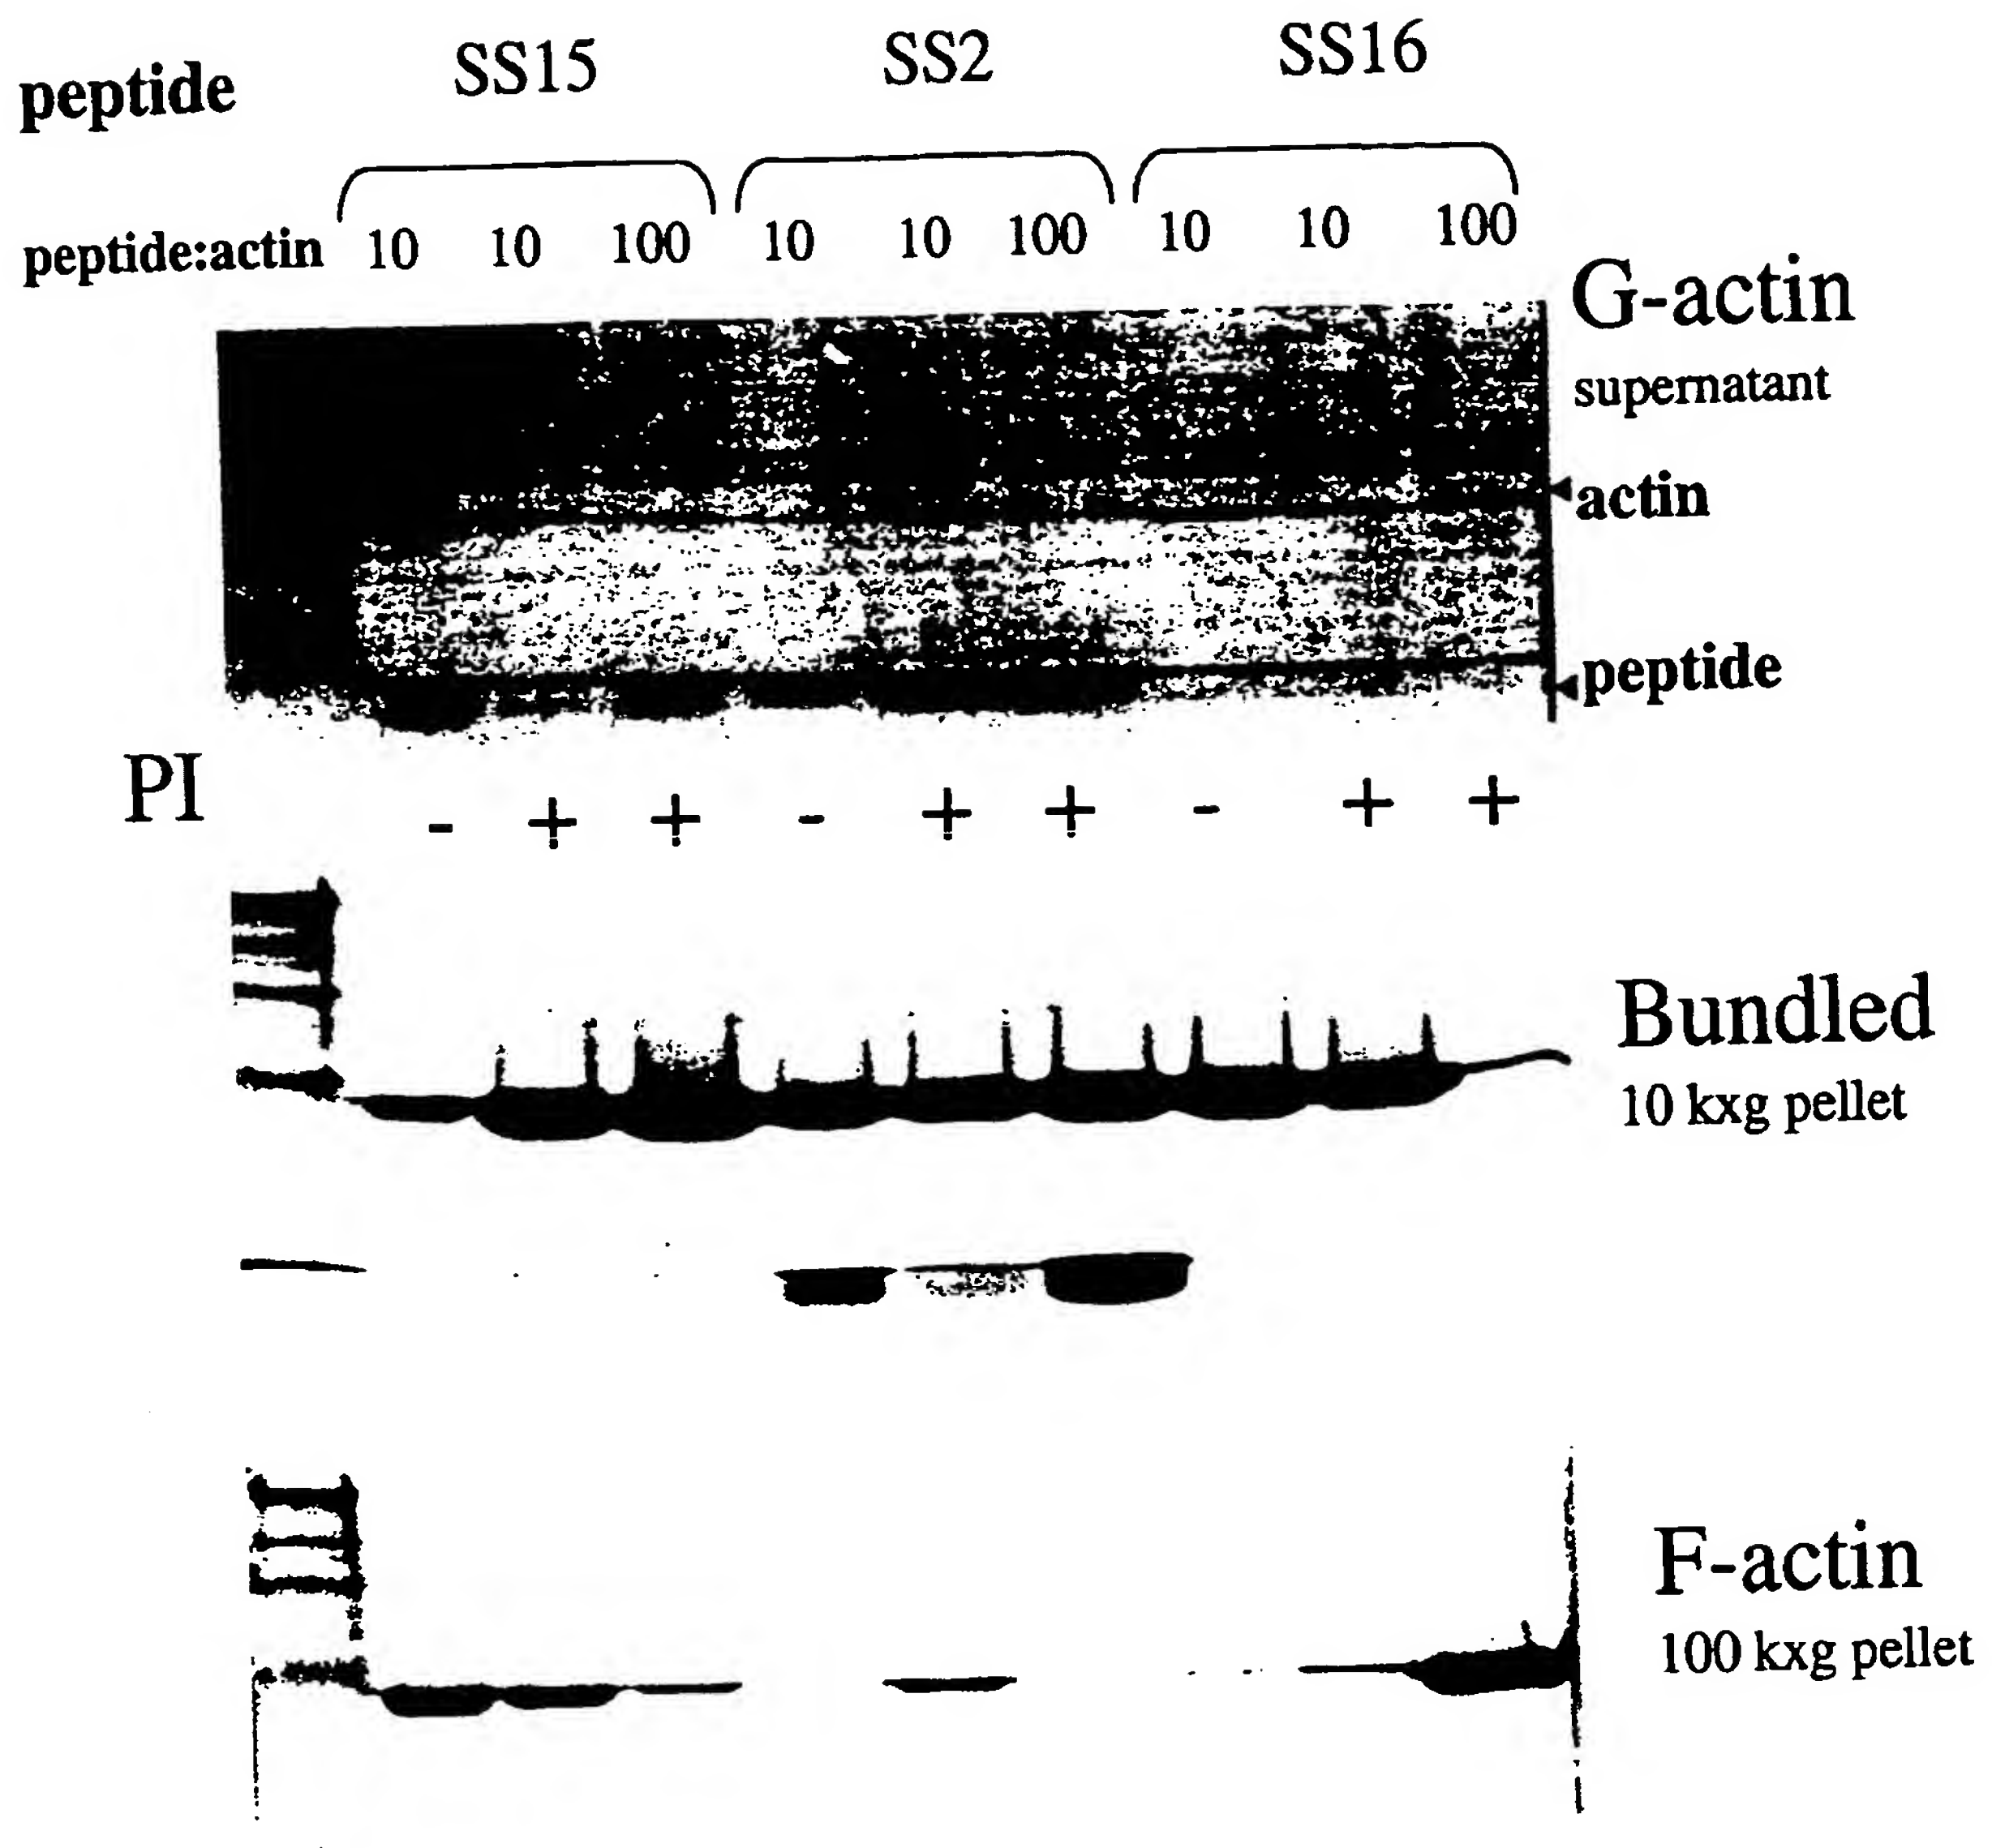 peptide SS15 SS2 SS16
peptide:actin 10 10 100 10 10 100 10 10 100
G-actin
supernatant
actin
peptide
PI - + + - + + - + +
Bundled
10 kxg pellet
F-actin
100 kxg pellet